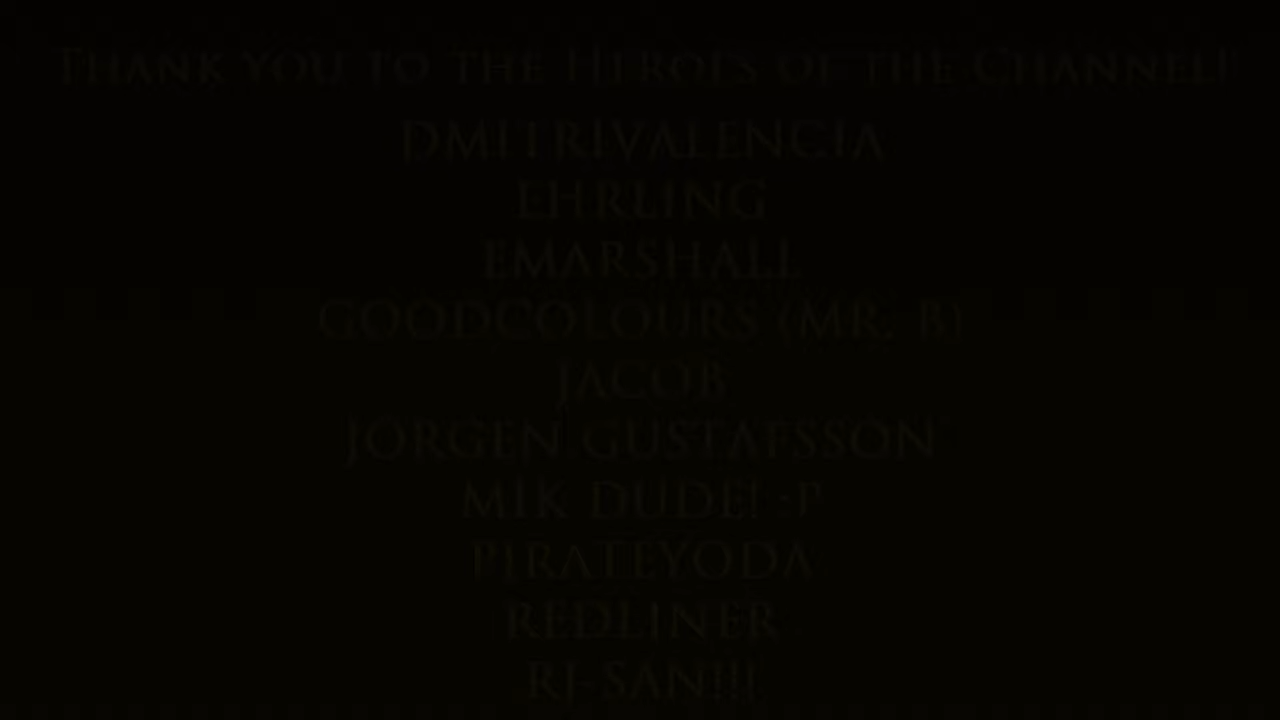 Thank you to the Heroes of the Channel!
DMITRIVALENCIA
EHRLING
EMARSHALL
GOODCOLOURS (MR. B)
JACOB
JORGEN GUSTAFSSON
MIK DUDE! :P
PIRATEYODA
REDLINER
RJ-SAN!!!